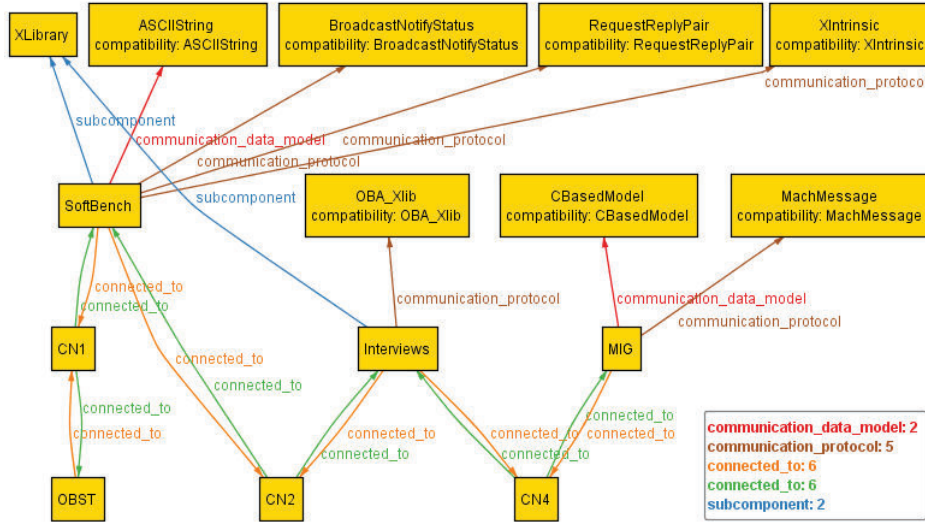 XLibrary
ASCIIString
compatibility: ASCIIString
BroadcastNotifyStatus
compatibility: BroadcastNotifyStatus
RequestReplyPair
compatibility: RequestReplyPair
XIntrinsic
compatibility: XIntrinsic
communication_protocol
subcomponent
communication_data_model
communication_protocol
communication_protocol
subcomponent
SoftBench
OBA_Xlib
compatibility: OBA_Xlib
CBasedModel
compatibility: CBasedModel
MachMessage
compatibility: MachMessage
connected_to
connected_to
communication_protocol
communication_data_model
communication_protocol
CN1
connected_to
connected_to
Interviews
MIG
connected_to
connected_to
connected_to
connected_to
connected_to
connected_to
connected_to
connected_to
OBST
CN2
CN4
communication_data_model: 2
communication_protocol: 5
connected_to: 6
connected_to: 6
subcomponent: 2